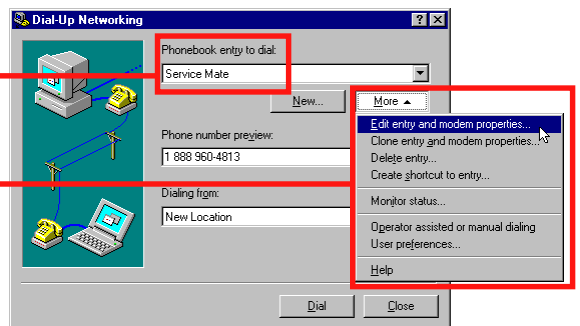 Dial-Up Networking
Phonebook entry to dial:
Service Mate
New...
More
Phone number preview:
1 888 960-4813
Dialing from:
New Location
Edit entry and modem properties...
Clone entry and modem properties...
Delete entry...
Create shortcut to entry...
Monitor status...
Operator assisted or manual dialing
User preferences...
Help
Dial
Close